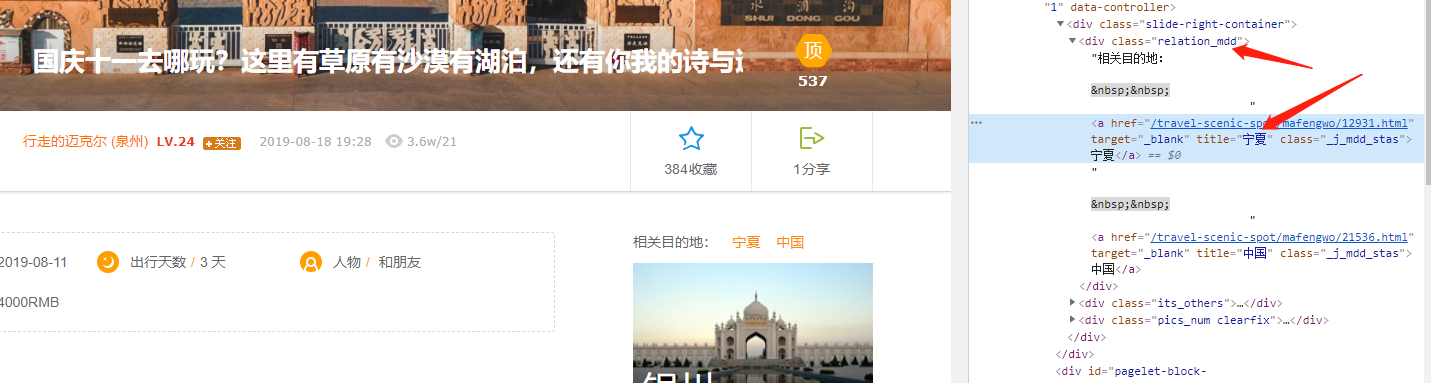 水洞沟
SHUI DONG GOU
国庆十一去哪玩？这里有草原有沙漠有湖泊，还有你我的诗与
顶
537
行走的迈克尔 (泉州) LV.24 +关注 2019-08-18 19:28 3.6w/21
384收藏
1分享
2019-08-11 出行天数 / 3 天 人物 / 和朋友
4000RMB
相关目的地： 宁夏 中国
"1" data-controller>
▼<div class="slide-right-container">
▼<div class="relation_mdd">
"相关目的地：
&nbsp;&nbsp;
"
<a href="/travel-scenic-spot/mafengwo/12931.html"
target="_blank" title="宁夏" class="_j_mdd_stas">
宁夏</a> == $0
"
&nbsp;&nbsp;
"
<a href="/travel-scenic-spot/mafengwo/21536.html"
target="_blank" title="中国" class="_j_mdd_stas">
中国</a>
</div>
▶<div class="its_others">…</div>
▶<div class="pics_num clearfix">…</div>
</div>
</div>
<div id="pagelet-block-